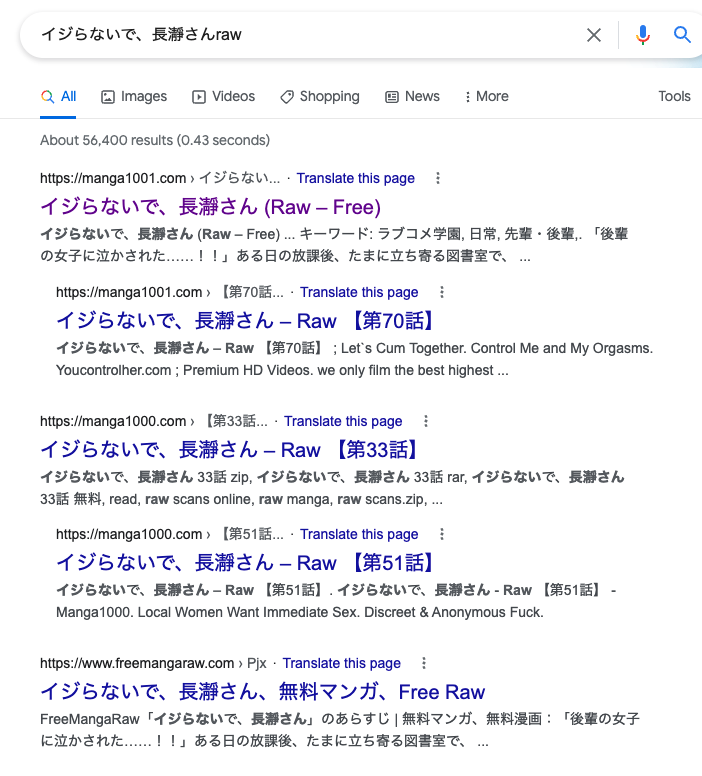 イジらないで、長瀞さんraw
All Images Videos Shopping News More Tools
About 56,400 results (0.43 seconds)
https://manga1001.com › イジらない... · Translate this page
イジらないで、長瀞さん (Raw – Free)
イジらないで、長瀞さん (Raw – Free) ... キーワード: ラブコメ学園, 日常, 先輩・後輩,. 「後輩
の女子に泣かされた……！！」ある日の放課後、たまに立ち寄る図書室で、 ...
https://manga1001.com › 【第70話... · Translate this page
イジらないで、長瀞さん – Raw 【第70話】
イジらないで、長瀞さん – Raw 【第70話】 ; Let`s Cum Together. Control Me and My Orgasms.
Youcontrolher.com ; Premium HD Videos. we only film the best highest ...
https://manga1000.com › 【第33話... · Translate this page
イジらないで、長瀞さん – Raw 【第33話】
イジらないで、長瀞さん 33話 zip, イジらないで、長瀞さん 33話 rar, イジらないで、長瀞さん
33話 無料, read, raw scans online, raw manga, raw scans.zip, ...
https://manga1000.com › 【第51話... · Translate this page
イジらないで、長瀞さん – Raw 【第51話】
イジらないで、長瀞さん – Raw 【第51話】. イジらないで、長瀞さん - Raw 【第51話】 -
Manga1000. Local Women Want Immediate Sex. Discreet & Anonymous Fuck.
https://www.freemangaraw.com › Pjx · Translate this page
イジらないで、長瀞さん、無料マンガ、Free Raw
FreeMangaRaw「イジらないで、長瀞さん」のあらすじ | 無料マンガ、無料漫画：「後輩の女子
に泣かされた……！！」ある日の放課後、たまに立ち寄る図書室で、 ...